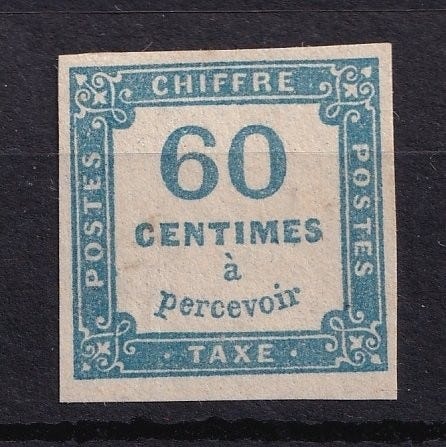 CHIFFRE
POSTES
60
CENTIMES
à
percevoir
POSTES
· TAXE ·